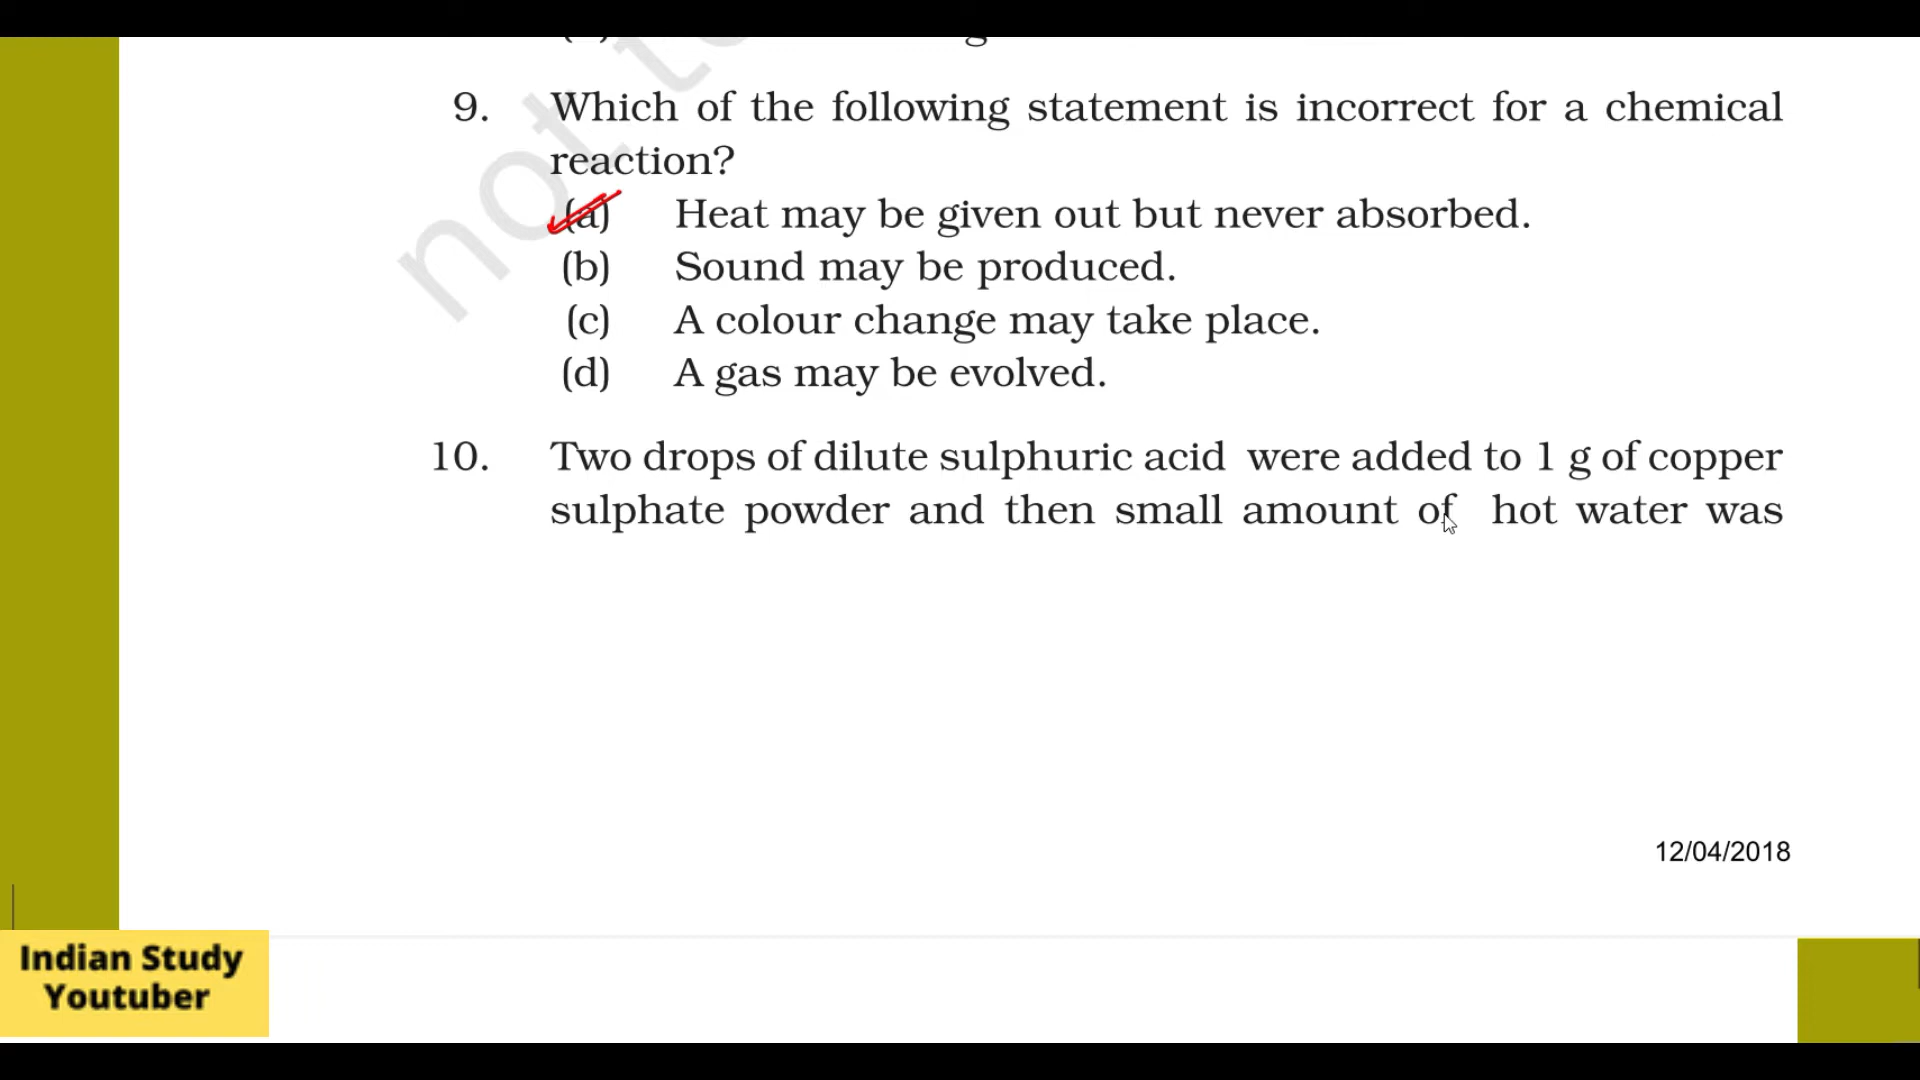 not
9. Which of the following statement is incorrect for a chemical
reaction?
(a) Heat may be given out but never absorbed.
(b) Sound may be produced.
(c) A colour change may take place.
(d) A gas may be evolved.
10. Two drops of dilute sulphuric acid were added to 1 g of copper
sulphate powder and then small amount of hot water was
12/04/2018
Indian Study
Youtuber